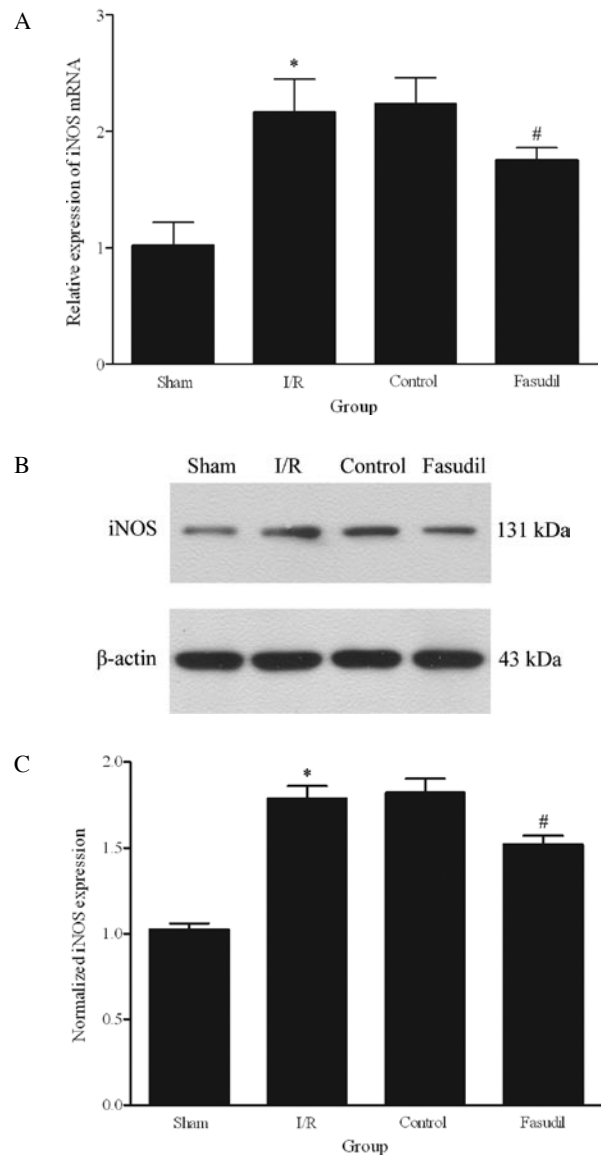 A
Relative expression of iNOS mRNA
3
2
1
0
*
#
Sham I/R Control Fasudil
Group
B
Sham I/R Control Fasudil
iNOS 131 kDa
β-actin 43 kDa
C
Normalized iNOS expression
2.0
1.5
1.0
0.5
0.0
*
#
Sham I/R Control Fasudil
Group